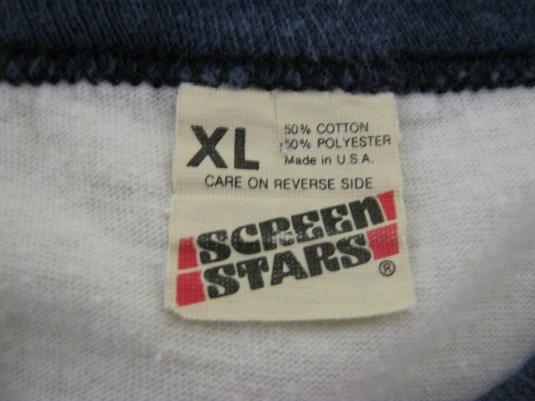 XL
50% COTTON
50% POLYESTER
Made in U.S.A.
CARE ON REVERSE SIDE
SCREEN
STARS®